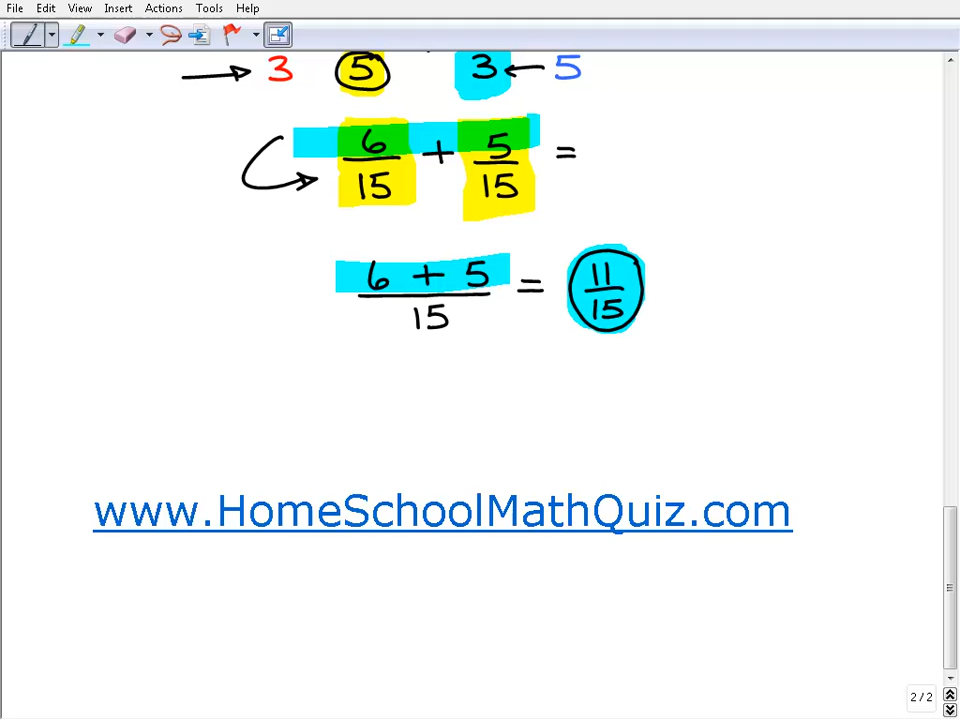 File Edit View Insert Actions Tools Help
→ 3 5 3 ← 5
6/15 + 5/15 =
6 + 5/15 = 11/15
www.HomeSchoolMathQuiz.com
2 / 2